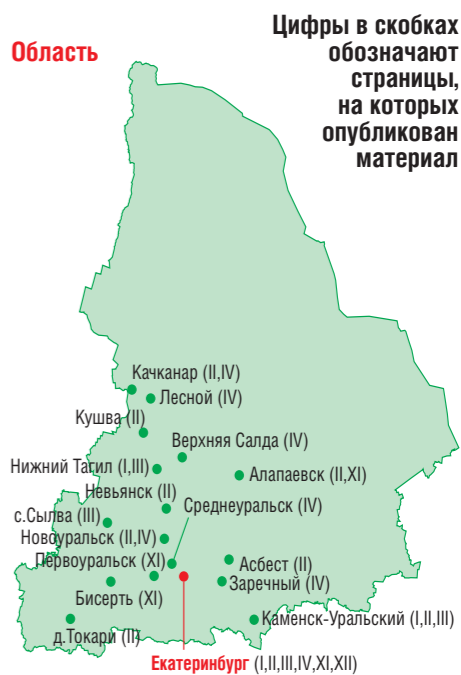 Область
Цифры в скобках
обозначают
страницы,
на которых
опубликован
материал
Качканар (II,IV)
Лесной (IV)
Кушва (II)
Верхняя Салда (IV)
Нижний Тагил (I,III)
Алапаевск (II,XI)
Невьянск (II)
Среднеуральск (IV)
с.Сылва (III)
Новоуральск (II,IV)
Первоуральск (XI)
Асбест (II)
Заречный (IV)
Бисерть (XI)
Каменск-Уральский (I,II,III)
д.Токари (II)
Екатеринбург (I,II,III,IV,XI,XII)